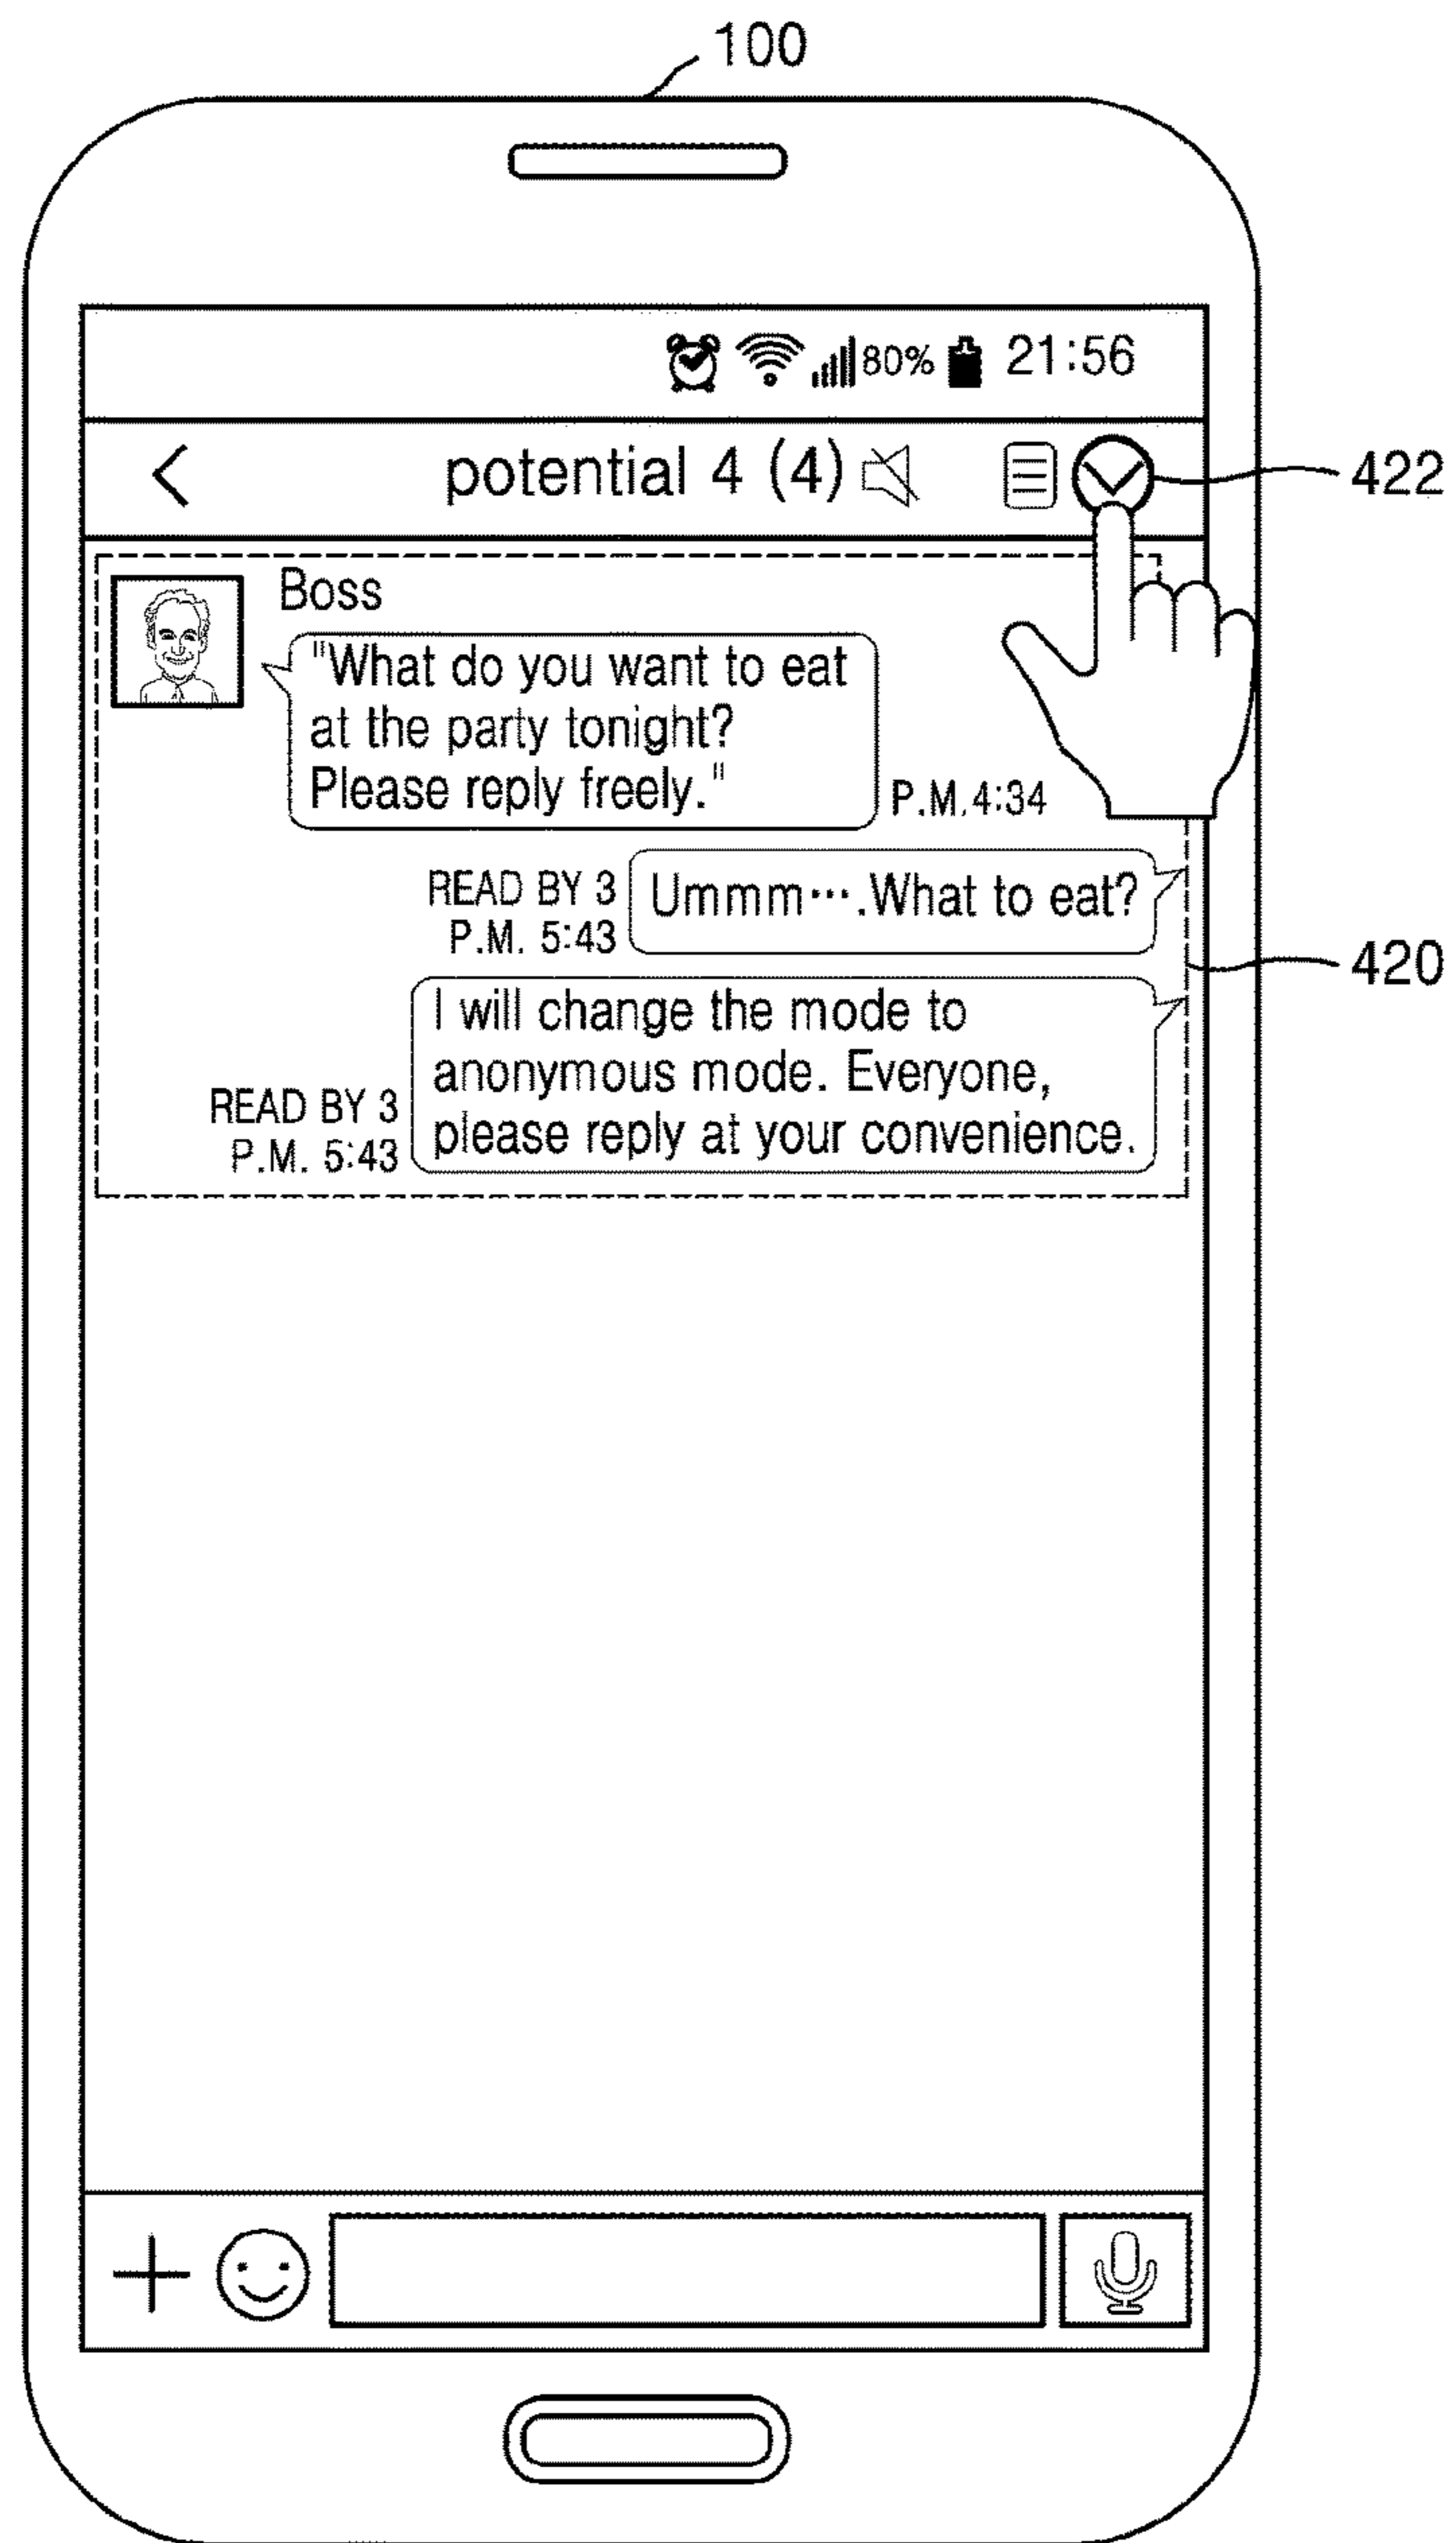 100
80% 21:56
potential 4 (4)
422
Boss
"What do you want to eat
at the party tonight?
Please reply freely."
P.M.4:34
READ BY 3
P.M. 5:43
Ummm….What to eat?
420
I will change the mode to
anonymous mode. Everyone,
please reply at your convenience.
READ BY 3
P.M. 5:43